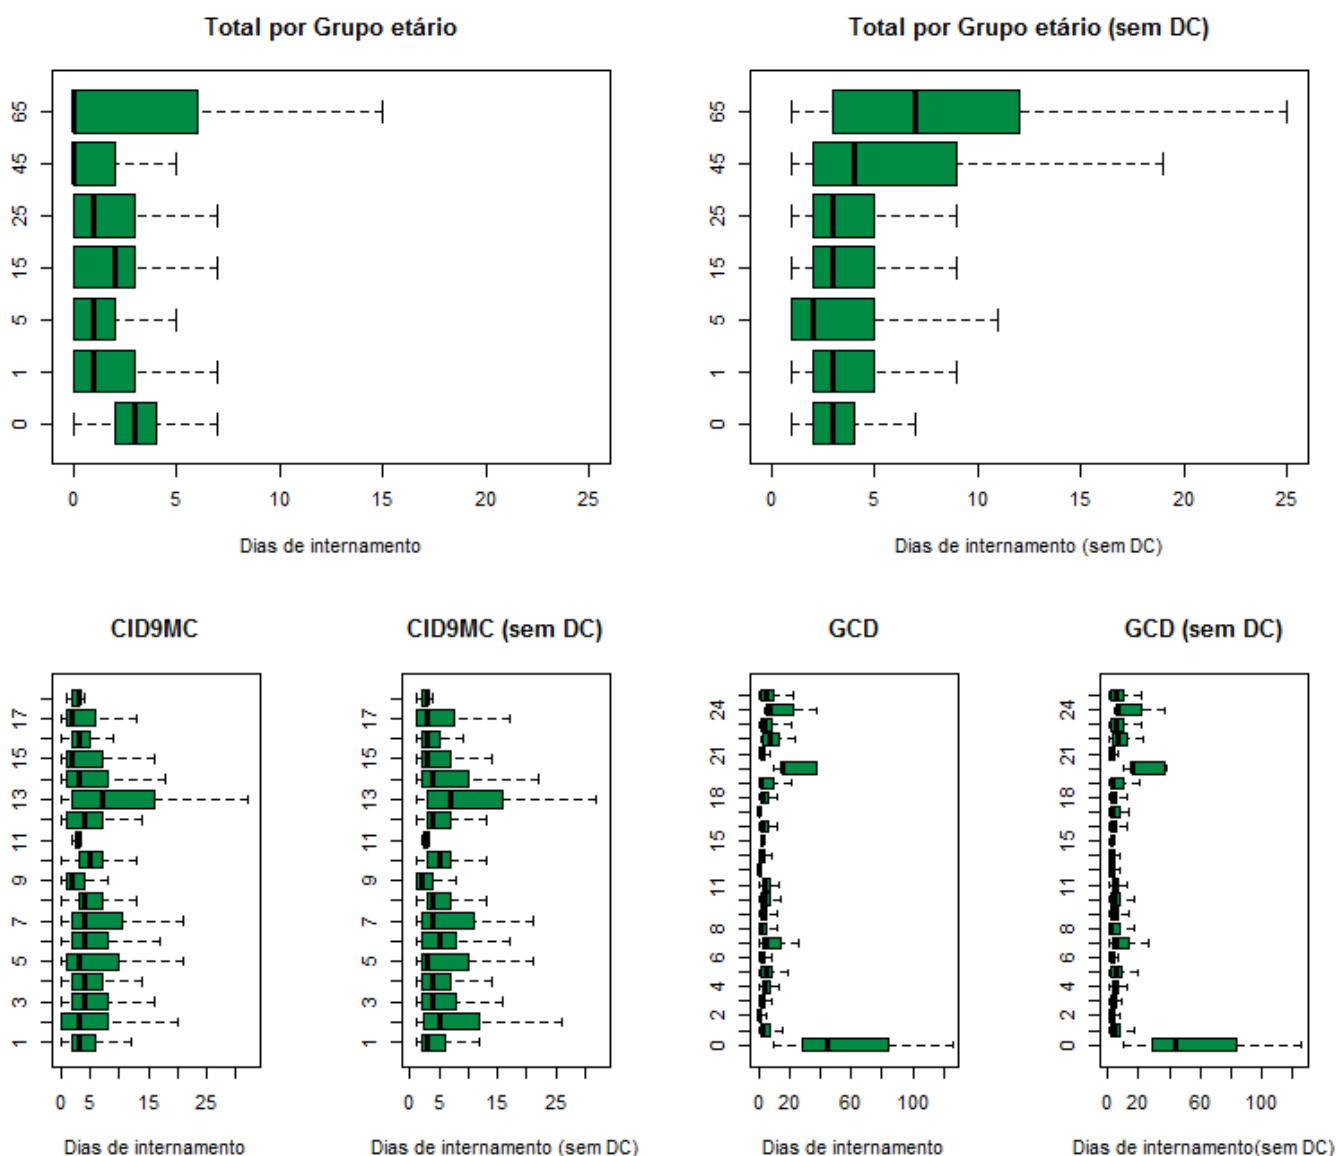 Total por Grupo etário
65
45
25
15
5
1
0
0 5 10 15 20 25
Dias de internamento
Total por Grupo etário (sem DC)
65
45
25
15
5
1
0
0 5 10 15 20 25
Dias de internamento (sem DC)
CID9MC
17
15
13
11
9
7
5
3
1
0 5 15 25
Dias de internamento
CID9MC (sem DC)
17
15
13
11
9
7
5
3
1
0 5 15 25
Dias de internamento (sem DC)
GCD
24
21
18
15
11
8
6
4
2
0
0 20 60 100
Dias de internamento
GCD (sem DC)
24
21
18
15
11
8
6
4
2
0
0 20 60 100
Dias de internamento(sem DC)